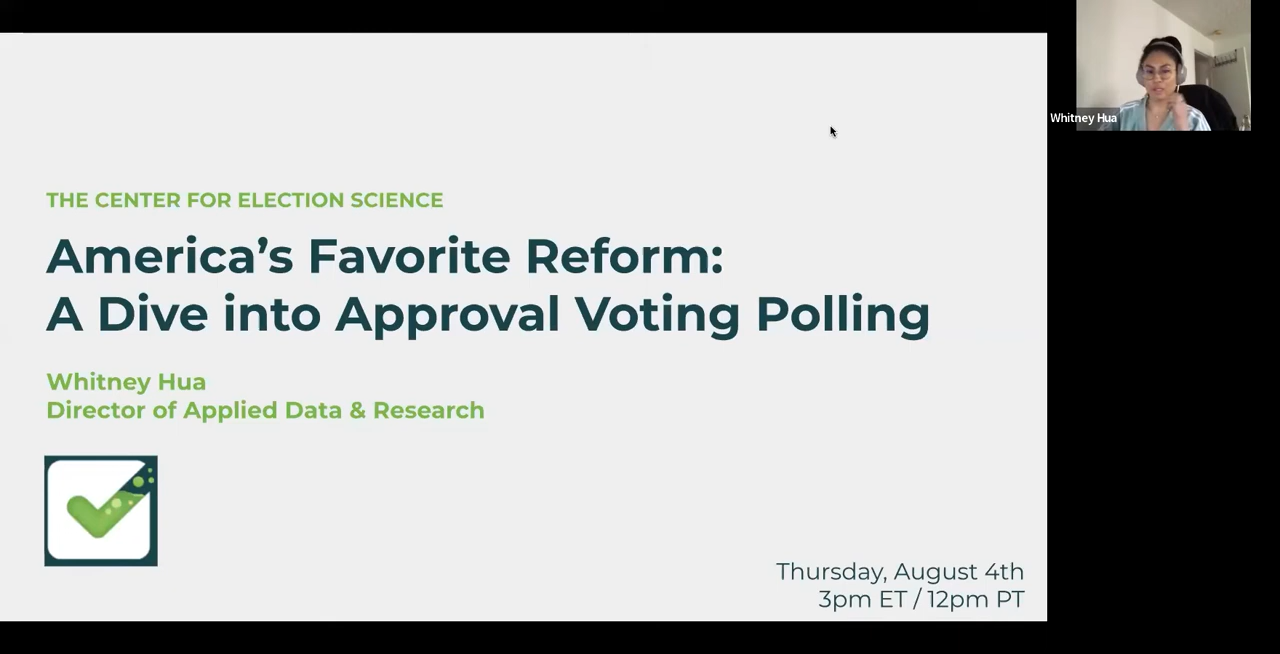 THE CENTER FOR ELECTION SCIENCE
America’s Favorite Reform:
A Dive into Approval Voting Polling
Whitney Hua
Director of Applied Data & Research
Thursday, August 4th
3pm ET / 12pm PT
Whitney Hua